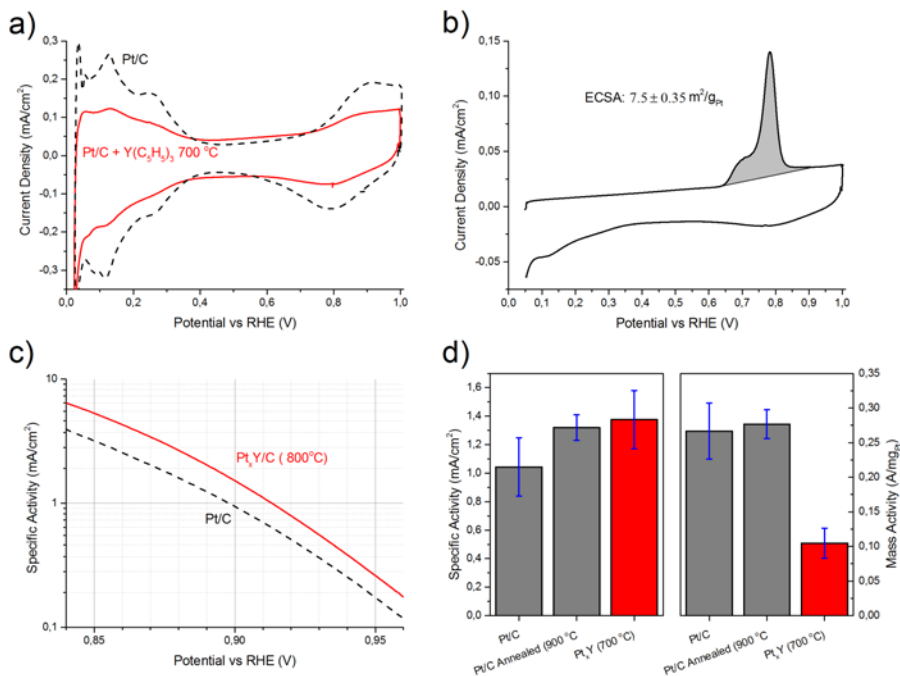 a)
0,3
0,2
0,1
0,0
-0,1
-0,2
-0,3
Current Density (mA/cm²)
Pt/C
Pt/C + Y(C₅H₅)₃ 700 °C
0,0 0,2 0,4 0,6 0,8 1,0
Potential vs RHE (V)
b)
0,15
0,10
0,05
0,00
-0,05
Current Density (mA/cm²)
ECSA: 7.5 ± 0.35 m²/gPt
0,0 0,1 0,2 0,3 0,4 0,5 0,6 0,7 0,8 0,9 1,0
Potential vs RHE (V)
c)
10
1
0,1
Specific Activity (mA/cm²)
PtₓY/C ( 800°C)
Pt/C
0,85 0,90 0,95
Potential vs RHE (V)
d)
1,6
1,4
1,2
1,0
0,8
0,6
0,4
0,2
0,0
Specific Activity (mA/cm²)
Pt/C
Pt/C Annealed (900 °C
PtₓY (700 °C)
Pt/C
Pt/C Annealed (900 °C
PtₓY (700 °C)
0,35
0,30
0,25
0,20
0,15
0,10
0,05
0,00
Mass Activity (A/mgPt)